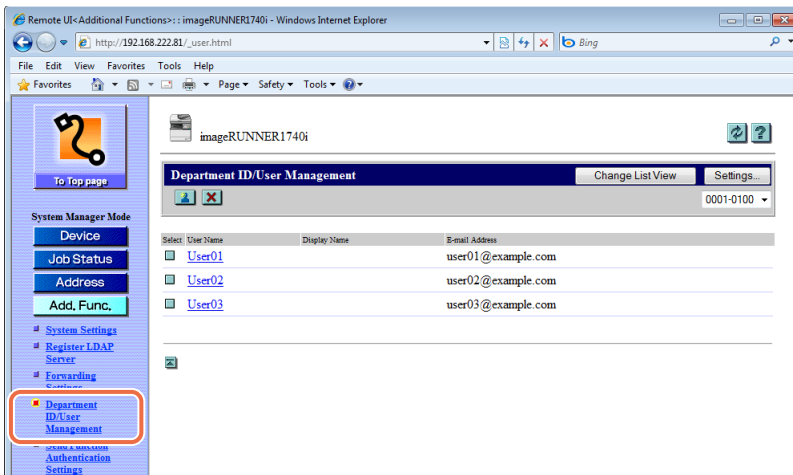 Remote UI<Additional Functions>: : imageRUNNER1740i - Windows Internet Explorer
http://192.168.222.81/_user.html
Bing
File Edit View Favorites Tools Help
Favorites Page Safety Tools
imageRUNNER1740i
To Top page
Department ID/User Management Change List View Settings...
0001-0100
System Manager Mode
Device
Job Status
Address
Add. Func.
Select User Name Display Name E-mail Address
User01 user01@example.com
User02 user02@example.com
User03 user03@example.com
System Settings
Register LDAP
Server
Forwarding
Settings
Department
ID/User
Management
Send Function
Authentication
Settings